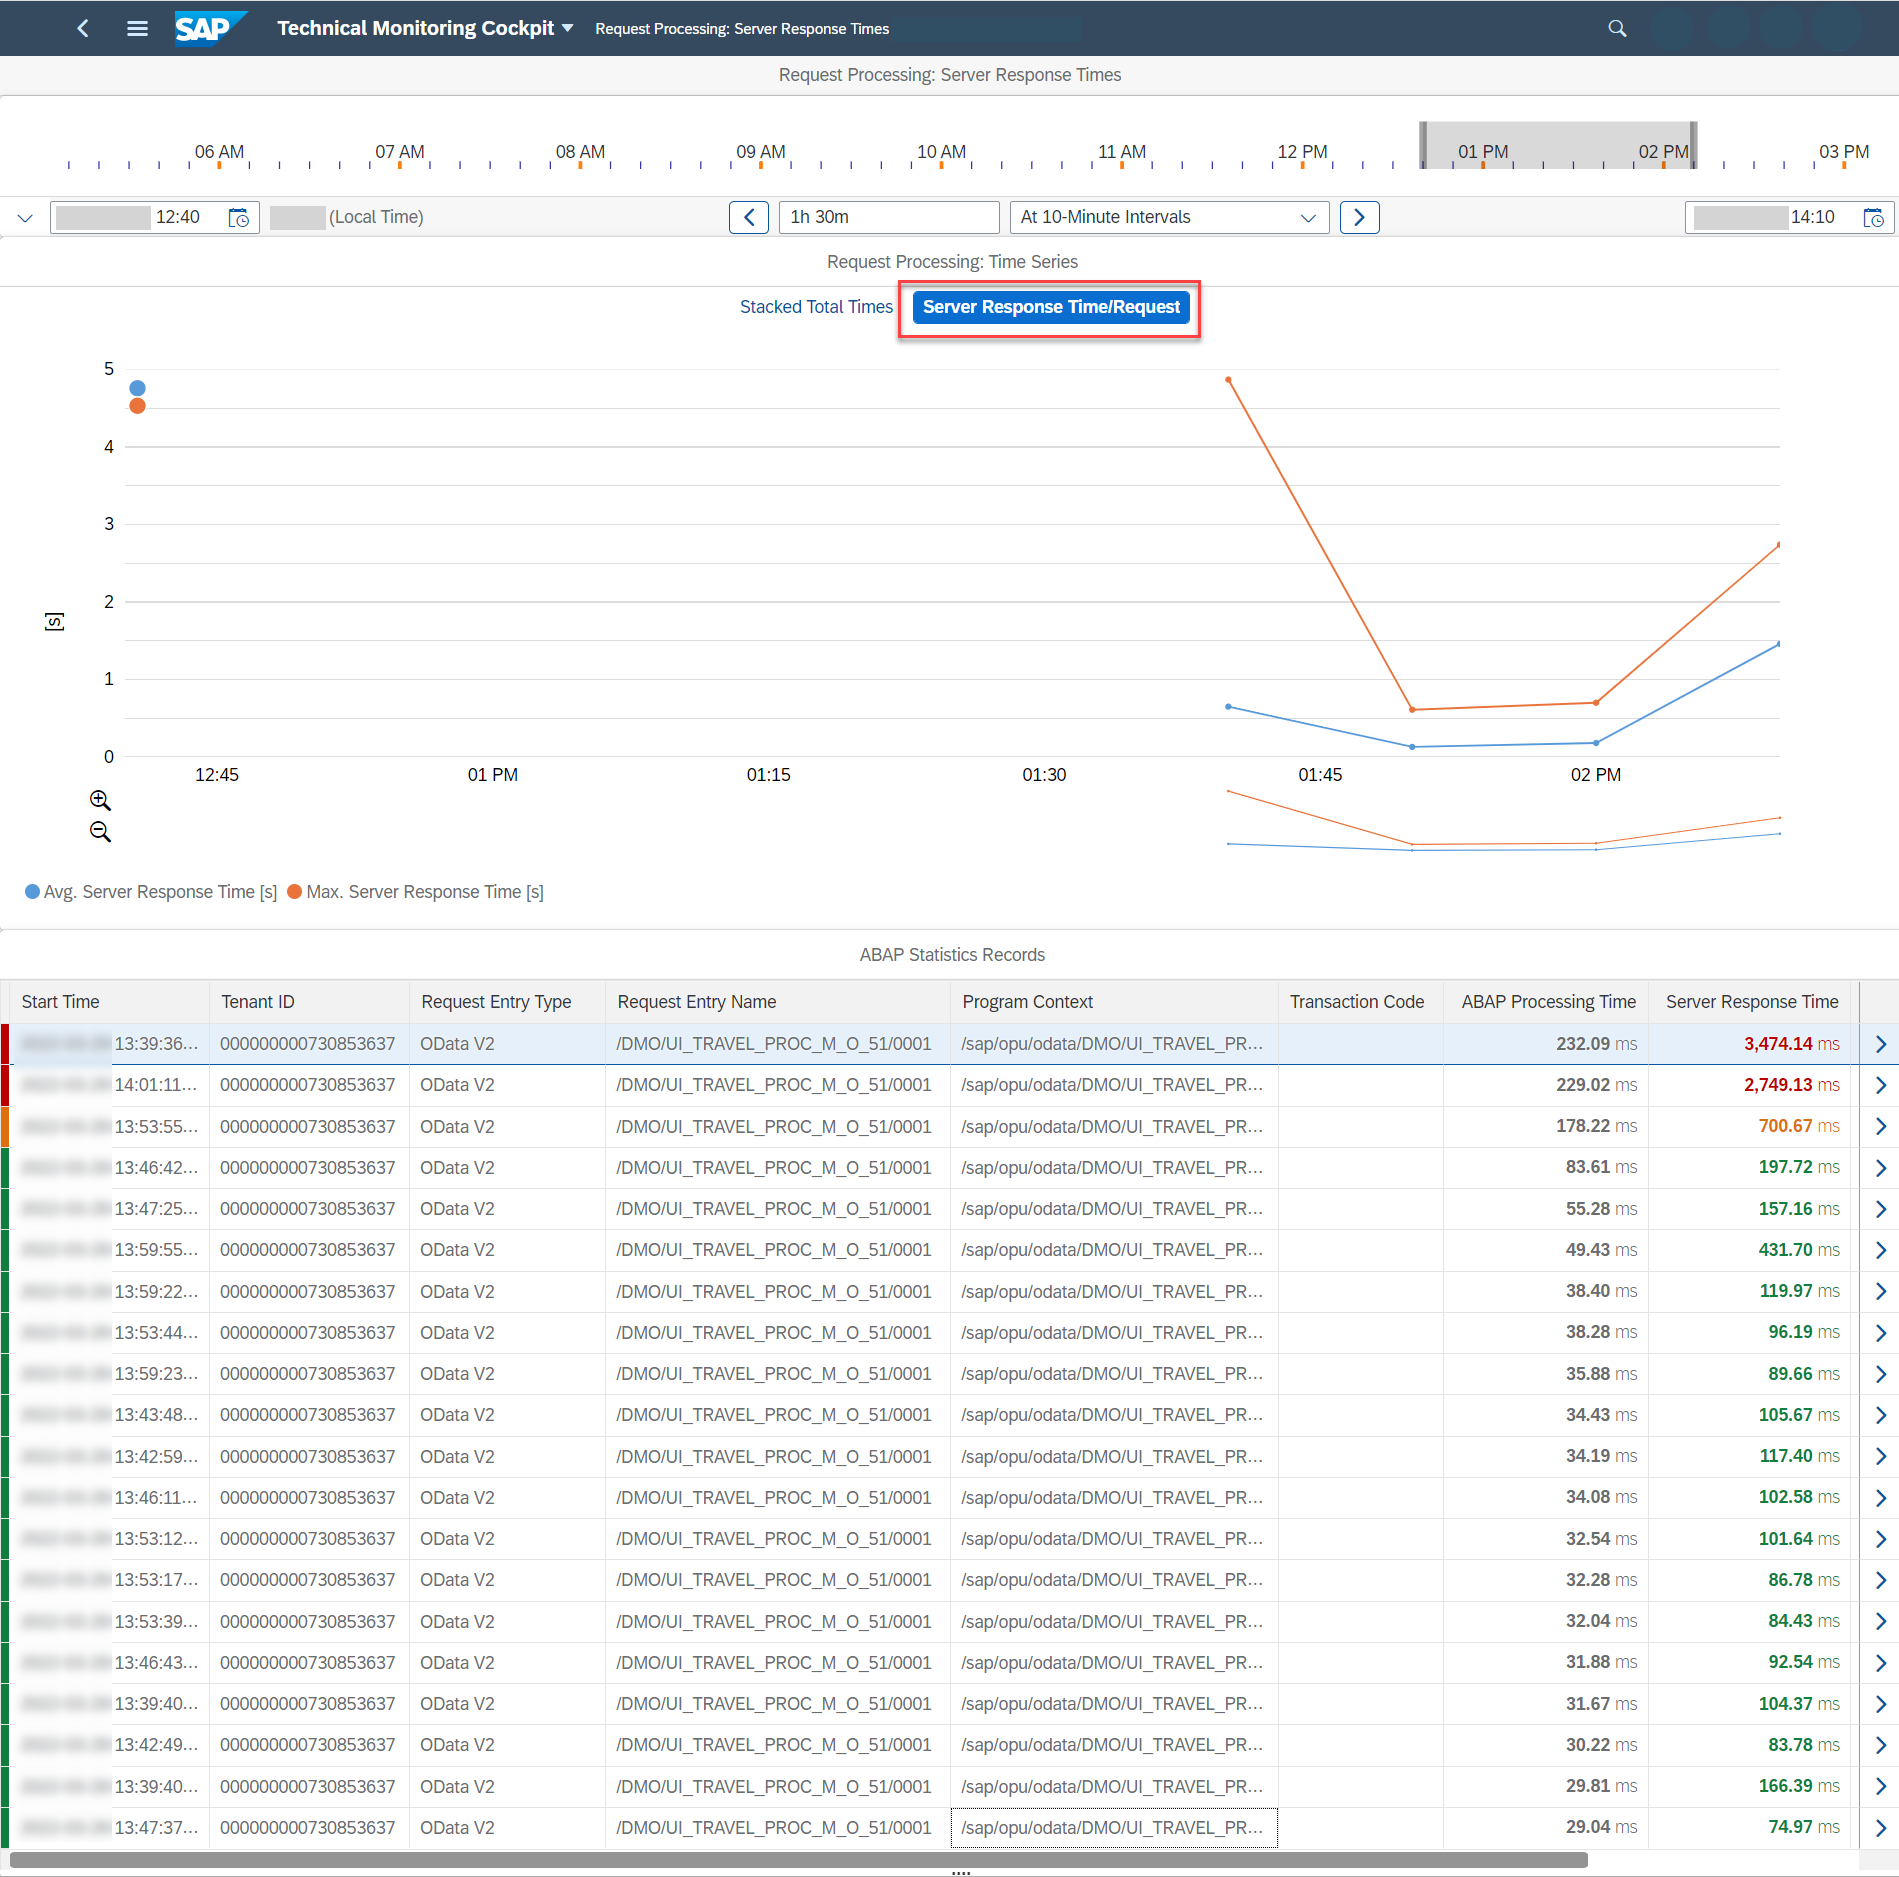 SAP Technical Monitoring Cockpit Request Processing: Server Response Times
Request Processing: Server Response Times
06 AM 07 AM 08 AM 09 AM 10 AM 11 AM 12 PM 01 PM 02 PM 03 PM
12:40 (Local Time) 1h 30m At 10-Minute Intervals 14:10
Request Processing: Time Series
Stacked Total Times Server Response Time/Request
5
4
3
2
[s]
1
0
12:45 01 PM 01:15 01:30 01:45 02 PM
Avg. Server Response Time [s] Max. Server Response Time [s]
ABAP Statistics Records
Start Time Tenant ID Request Entry Type Request Entry Name Program Context Transaction Code ABAP Processing Time Server Response Time
13:39:36... 000000000730853637 OData V2 /DMO/UI_TRAVEL_PROC_M_O_51/0001 /sap/opu/odata/DMO/UI_TRAVEL_PR... 232.09 ms 3,474.14 ms
14:01:11... 000000000730853637 OData V2 /DMO/UI_TRAVEL_PROC_M_O_51/0001 /sap/opu/odata/DMO/UI_TRAVEL_PR... 229.02 ms 2,749.13 ms
13:53:55... 000000000730853637 OData V2 /DMO/UI_TRAVEL_PROC_M_O_51/0001 /sap/opu/odata/DMO/UI_TRAVEL_PR... 178.22 ms 700.67 ms
13:46:42... 000000000730853637 OData V2 /DMO/UI_TRAVEL_PROC_M_O_51/0001 /sap/opu/odata/DMO/UI_TRAVEL_PR... 83.61 ms 197.72 ms
13:47:25... 000000000730853637 OData V2 /DMO/UI_TRAVEL_PROC_M_O_51/0001 /sap/opu/odata/DMO/UI_TRAVEL_PR... 55.28 ms 157.16 ms
13:59:55... 000000000730853637 OData V2 /DMO/UI_TRAVEL_PROC_M_O_51/0001 /sap/opu/odata/DMO/UI_TRAVEL_PR... 49.43 ms 431.70 ms
13:59:22... 000000000730853637 OData V2 /DMO/UI_TRAVEL_PROC_M_O_51/0001 /sap/opu/odata/DMO/UI_TRAVEL_PR... 38.40 ms 119.97 ms
13:53:44... 000000000730853637 OData V2 /DMO/UI_TRAVEL_PROC_M_O_51/0001 /sap/opu/odata/DMO/UI_TRAVEL_PR... 38.28 ms 96.19 ms
13:59:23... 000000000730853637 OData V2 /DMO/UI_TRAVEL_PROC_M_O_51/0001 /sap/opu/odata/DMO/UI_TRAVEL_PR... 35.88 ms 89.66 ms
13:43:48... 000000000730853637 OData V2 /DMO/UI_TRAVEL_PROC_M_O_51/0001 /sap/opu/odata/DMO/UI_TRAVEL_PR... 34.43 ms 105.67 ms
13:42:59... 000000000730853637 OData V2 /DMO/UI_TRAVEL_PROC_M_O_51/0001 /sap/opu/odata/DMO/UI_TRAVEL_PR... 34.19 ms 117.40 ms
13:46:11... 000000000730853637 OData V2 /DMO/UI_TRAVEL_PROC_M_O_51/0001 /sap/opu/odata/DMO/UI_TRAVEL_PR... 34.08 ms 102.58 ms
13:53:12... 000000000730853637 OData V2 /DMO/UI_TRAVEL_PROC_M_O_51/0001 /sap/opu/odata/DMO/UI_TRAVEL_PR... 32.54 ms 101.64 ms
13:53:17... 000000000730853637 OData V2 /DMO/UI_TRAVEL_PROC_M_O_51/0001 /sap/opu/odata/DMO/UI_TRAVEL_PR... 32.28 ms 86.78 ms
13:53:39... 000000000730853637 OData V2 /DMO/UI_TRAVEL_PROC_M_O_51/0001 /sap/opu/odata/DMO/UI_TRAVEL_PR... 32.04 ms 84.43 ms
13:46:43... 000000000730853637 OData V2 /DMO/UI_TRAVEL_PROC_M_O_51/0001 /sap/opu/odata/DMO/UI_TRAVEL_PR... 31.88 ms 92.54 ms
13:39:40... 000000000730853637 OData V2 /DMO/UI_TRAVEL_PROC_M_O_51/0001 /sap/opu/odata/DMO/UI_TRAVEL_PR... 31.67 ms 104.37 ms
13:42:49... 000000000730853637 OData V2 /DMO/UI_TRAVEL_PROC_M_O_51/0001 /sap/opu/odata/DMO/UI_TRAVEL_PR... 30.22 ms 83.78 ms
13:39:40... 000000000730853637 OData V2 /DMO/UI_TRAVEL_PROC_M_O_51/0001 /sap/opu/odata/DMO/UI_TRAVEL_PR... 29.81 ms 166.39 ms
13:47:37... 000000000730853637 OData V2 /DMO/UI_TRAVEL_PROC_M_O_51/0001 /sap/opu/odata/DMO/UI_TRAVEL_PR... 29.04 ms 74.97 ms